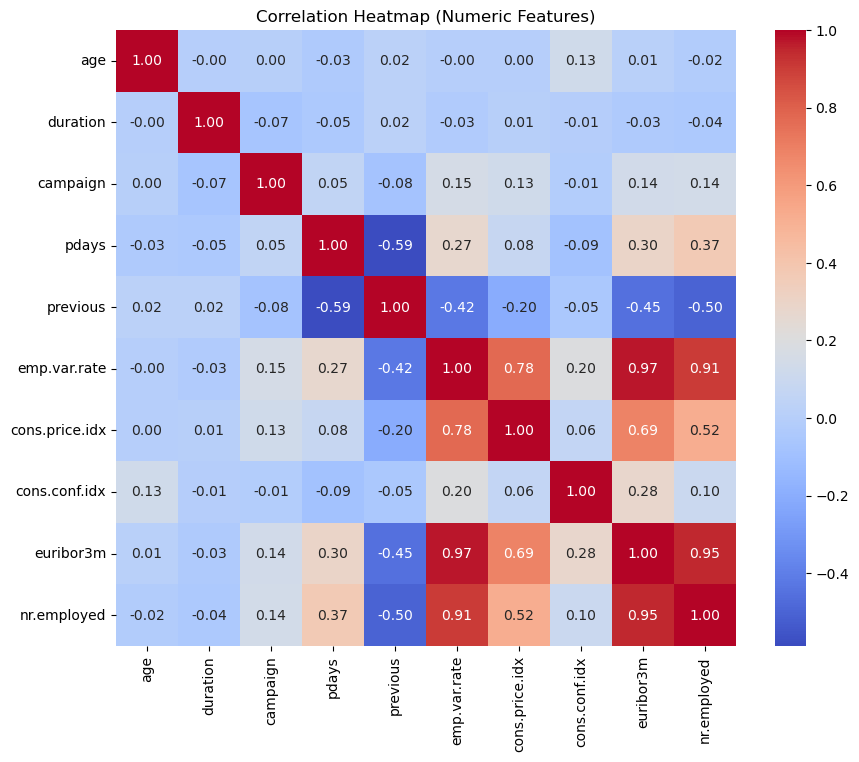 Correlation Heatmap (Numeric Features)
age 1.00 -0.00 0.00 -0.03 0.02 -0.00 0.00 0.13 0.01 -0.02
duration -0.00 1.00 -0.07 -0.05 0.02 -0.03 0.01 -0.01 -0.03 -0.04
campaign 0.00 -0.07 1.00 0.05 -0.08 0.15 0.13 -0.01 0.14 0.14
pdays -0.03 -0.05 0.05 1.00 -0.59 0.27 0.08 -0.09 0.30 0.37
previous 0.02 0.02 -0.08 -0.59 1.00 -0.42 -0.20 -0.05 -0.45 -0.50
emp.var.rate -0.00 -0.03 0.15 0.27 -0.42 1.00 0.78 0.20 0.97 0.91
cons.price.idx 0.00 0.01 0.13 0.08 -0.20 0.78 1.00 0.06 0.69 0.52
cons.conf.idx 0.13 -0.01 -0.01 -0.09 -0.05 0.20 0.06 1.00 0.28 0.10
euribor3m 0.01 -0.03 0.14 0.30 -0.45 0.97 0.69 0.28 1.00 0.95
nr.employed -0.02 -0.04 0.14 0.37 -0.50 0.91 0.52 0.10 0.95 1.00
age duration campaign pdays previous emp.var.rate cons.price.idx cons.conf.idx euribor3m nr.employed
1.0
0.8
0.6
0.4
0.2
0.0
−0.2
−0.4